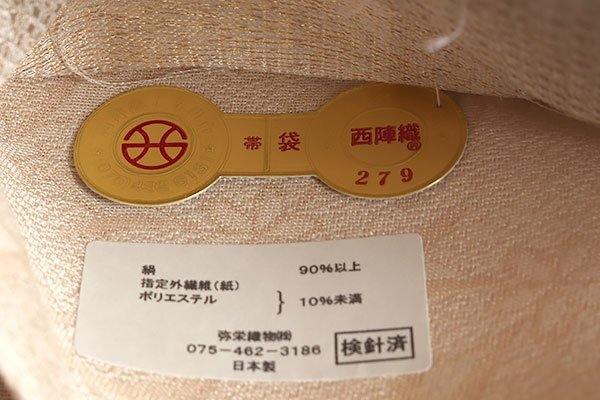 帯袋
西陣織
279
絹 90%以上
指定外繊維(紙)
ポリエステル } 10%未満
弥栄織物㈱
075-462-3186
日本製
検針済